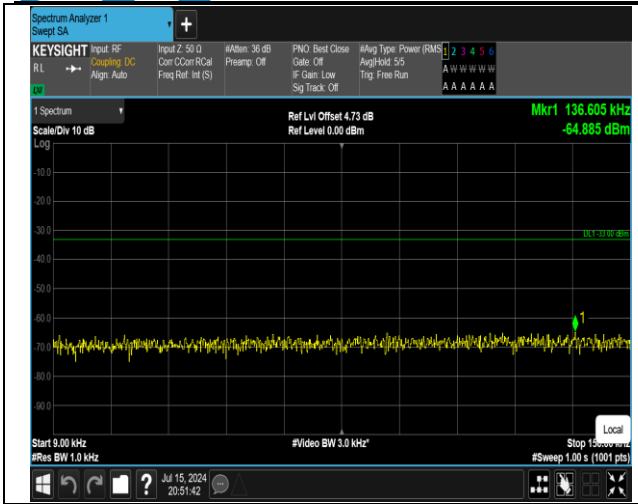 Spectrum Analyzer 1
Swept SA
+
KEYSIGHT
RL
Input: RF
Coupling: DC
Align: Auto
Input Z: 50 Ω
Corr CCorr RCal
Freq Ref: Int (S)
#Atten: 36 dB
Preamp: Off
PNO: Best Close
Gate: Off
IF Gain: Low
Sig Track: Off
#Avg Type: Power (RMS
Avg|Hold: 5/5
Trig: Free Run
1 2 3 4 5 6
A W W W W W
A A A A A A
1 Spectrum
Scale/Div 10 dB
Log
Ref Lvl Offset 4.73 dB
Ref Level 0.00 dBm
Mkr1 136.605 kHz
-64.885 dBm
-10.0
-20.0
-30.0
DL1 -33.00 dBm
-40.0
-50.0
-60.0
1
-70.0
-80.0
-90.0
Local
Start 9.00 kHz
#Video BW 3.0 kHz*
Stop
#Res BW 1.0 kHz
#Sweep 1.00 s (1001 pts)
?
Jul 15, 2024
20:51:42